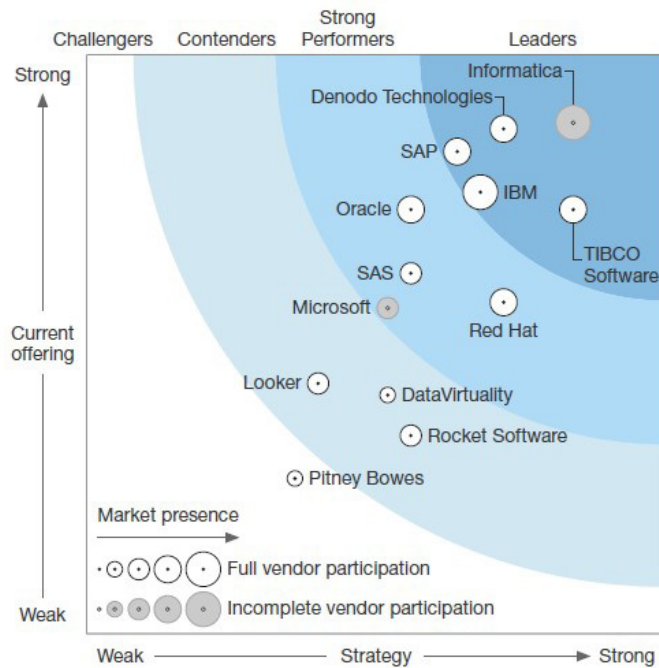 Strong
Challengers Contenders Performers Leaders
Strong
Informatica
Denodo Technologies
SAP
IBM
Oracle
TIBCO
Software
SAS
Microsoft
Red Hat
Current
offering
Looker
DataVirtuality
Rocket Software
Pitney Bowes
Market presence
Full vendor participation
Incomplete vendor participation
Weak
Weak Strategy Strong